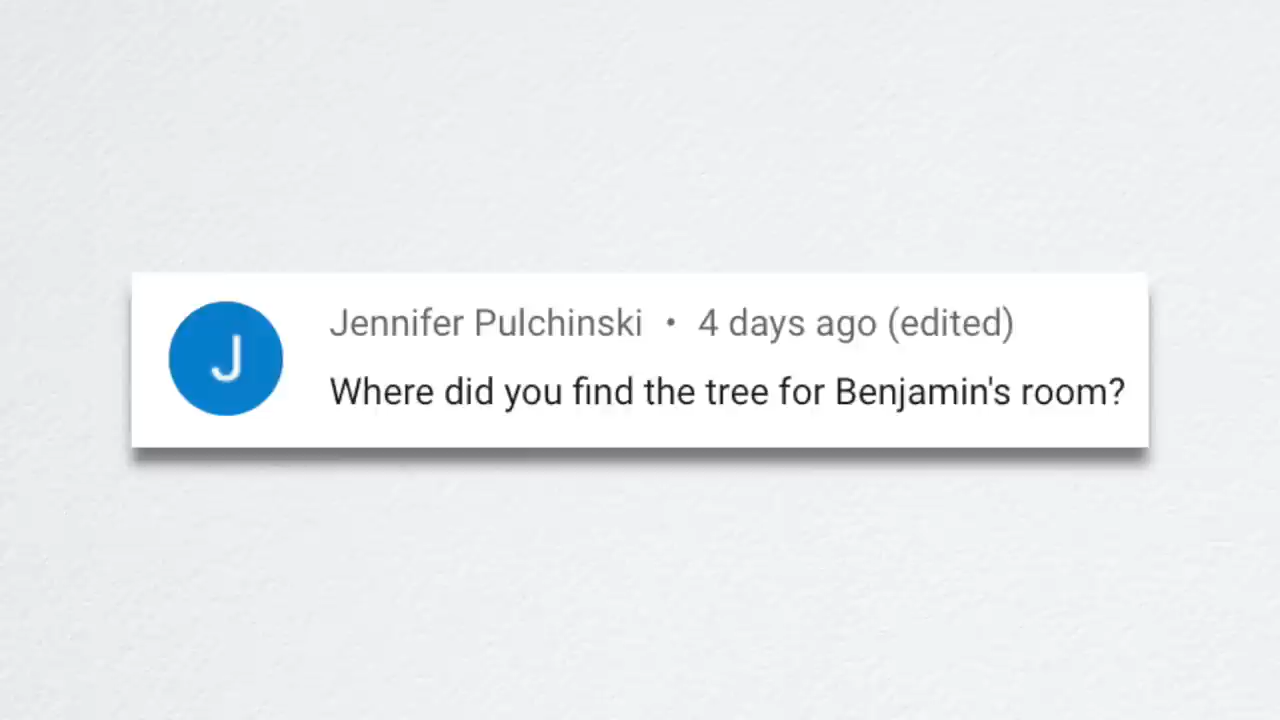 J
Jennifer Pulchinski • 4 days ago (edited)
Where did you find the tree for Benjamin's room?